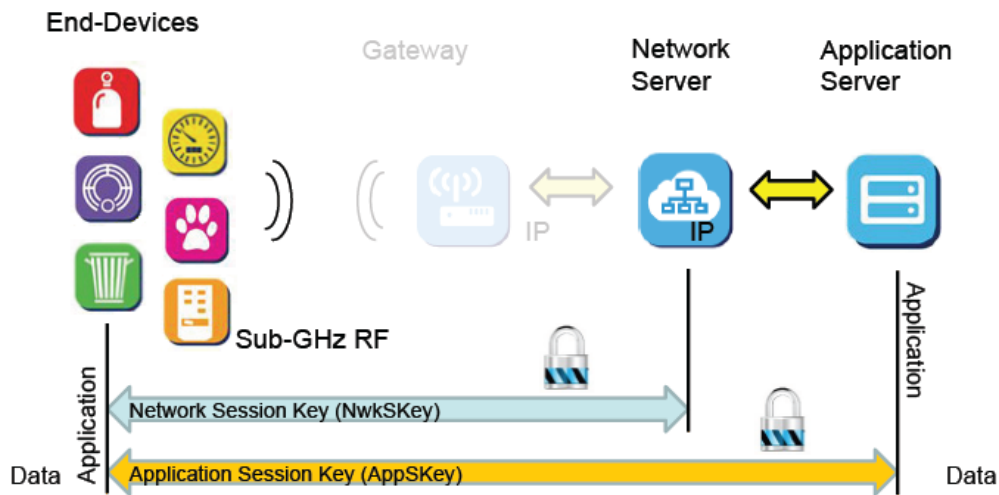 End-Devices
Gateway
Network
Server
Application
Server
IP
IP
Sub-GHz RF
Application
Application
Network Session Key (NwkSKey)
Data
Application Session Key (AppSKey)
Data